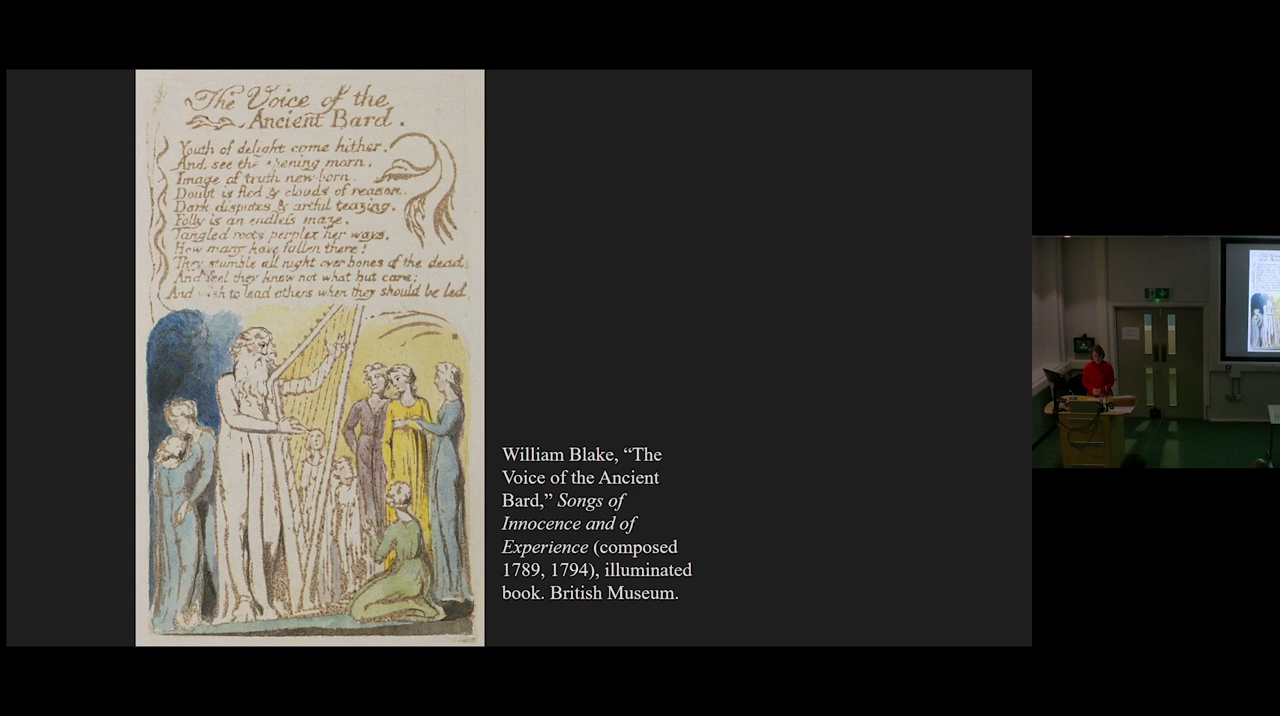 The Voice of the
Ancient Bard.
Youth of delight come hither.
And see the opening morn.
Image of truth new-born.
Doubt is fled & clouds of reason.
Dark disputes & artful teazing.
Folly is an endless maze.
Tangled roots perplex her ways.
How many have fallen there!
They stumble all night over bones of the dead;
And feel they know not what but care;
And wish to lead others when they should be led
William Blake, “The
Voice of the Ancient
Bard,” Songs of
Innocence and of
Experience (composed
1789, 1794), illuminated
book. British Museum.